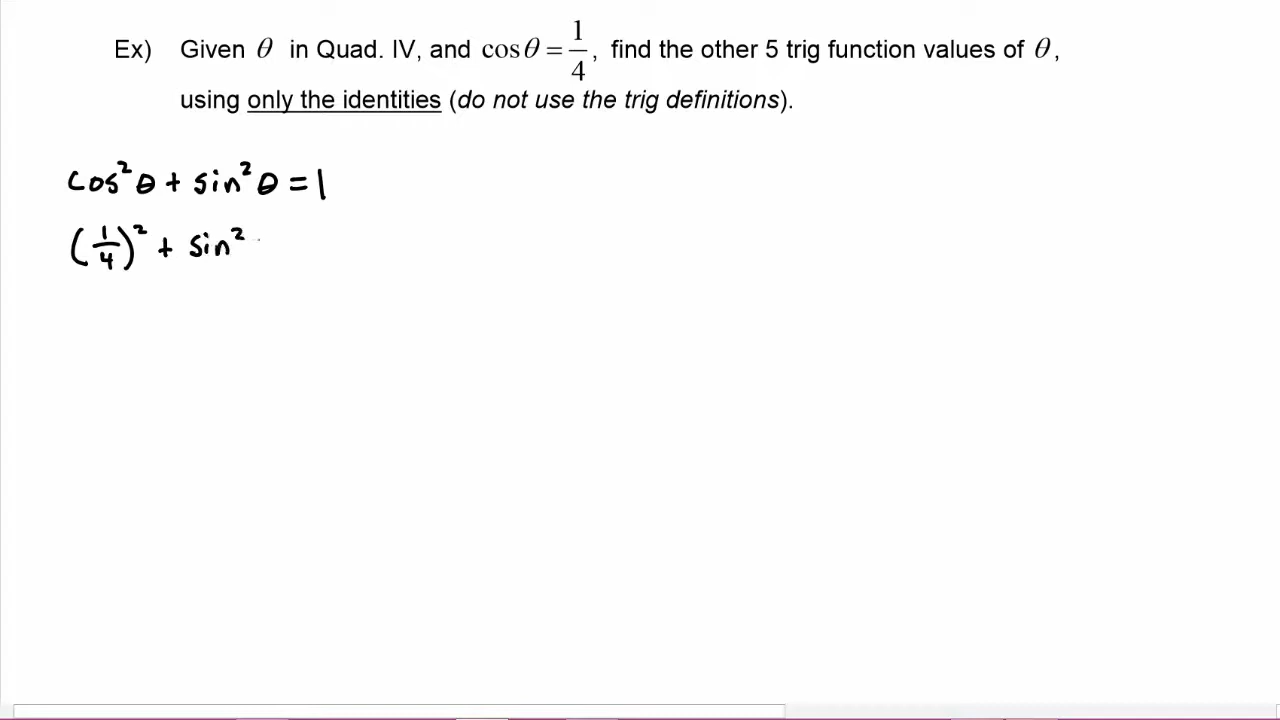 Ex) Given θ in Quad. IV, and cos θ = 1/4, find the other 5 trig function values of θ,
using only the identities (do not use the trig definitions).
cos²θ + sin²θ = 1
(1/4)² + sin²